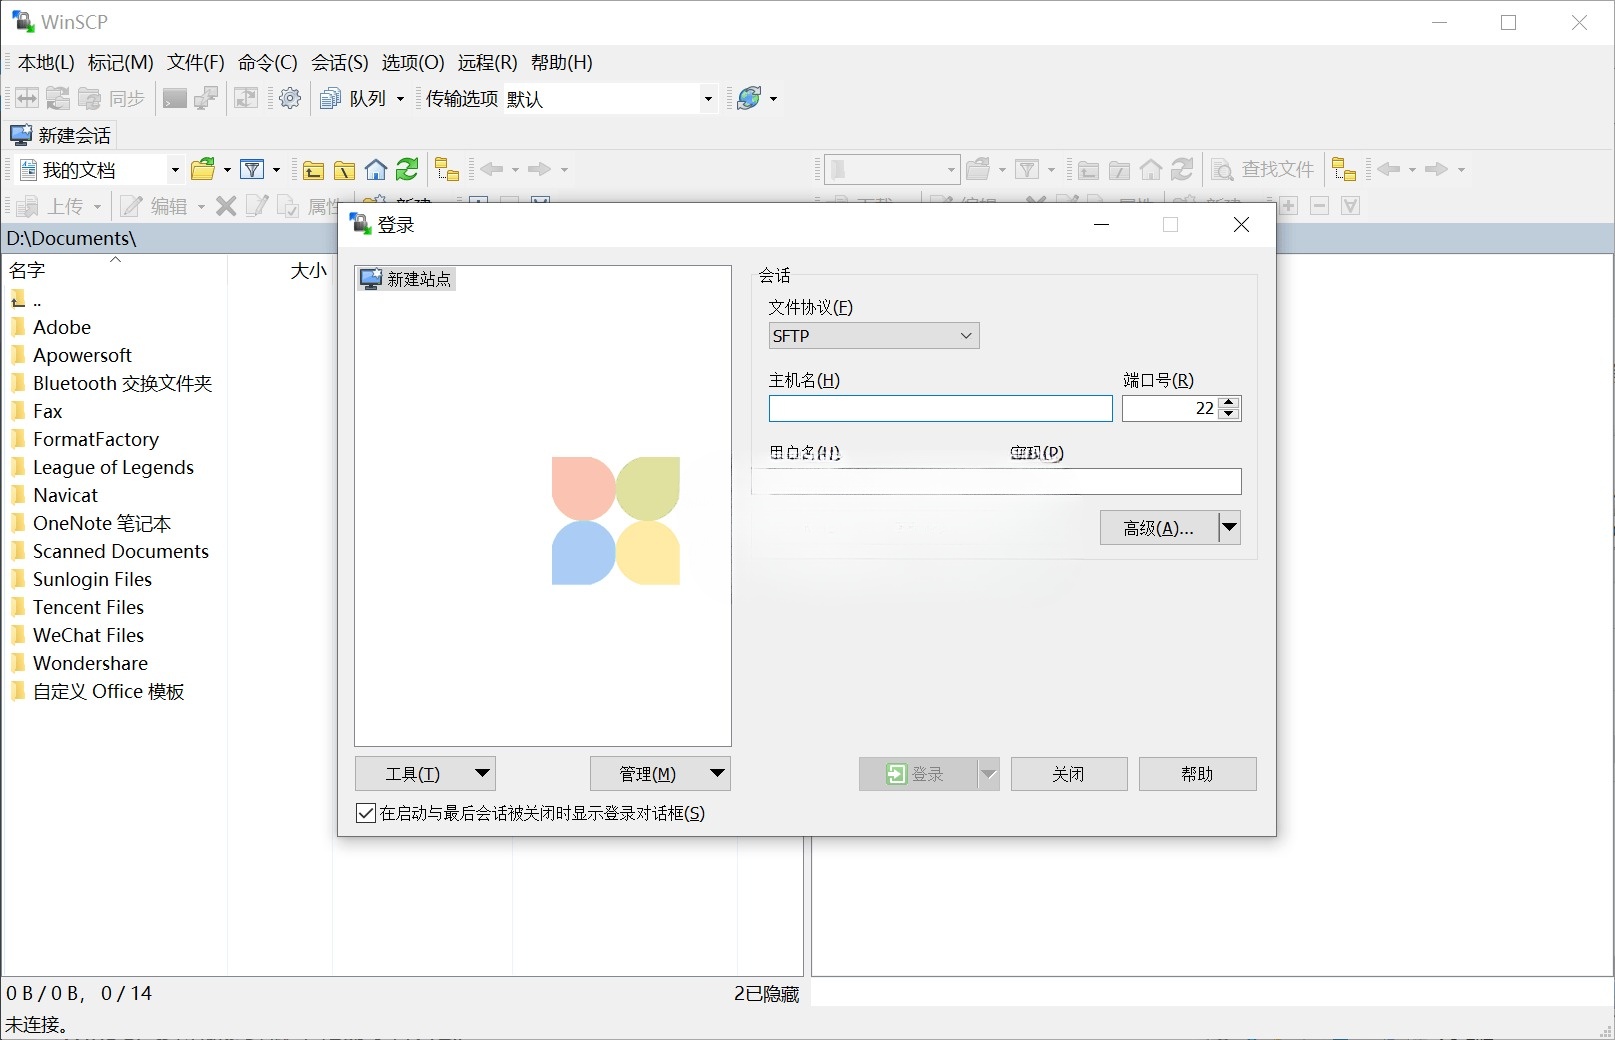 WinSCP
本地(L) 标记(M) 文件(F) 命令(C) 会话(S) 选项(O) 远程(R) 帮助(H)
同步 队列 传输选项 默认
新建会话
我的文档 查找文件
上传 编辑 属性
D:\Documents\
名字 大小
..
Adobe
Apowersoft
Bluetooth 交换文件夹
Fax
FormatFactory
League of Legends
Navicat
OneNote 笔记本
Scanned Documents
Sunlogin Files
Tencent Files
WeChat Files
Wondershare
自定义 Office 模板
登录
新建站点
会话
文件协议(F)
SFTP
主机名(H) 端口号(R)
22
用户名(U) 密码(P)
高级(A)...
工具(T) 管理(M) 登录 关闭 帮助
在启动与最后会话被关闭时显示登录对话框(S)
0 B / 0 B, 0 / 14 2已隐藏
未连接。